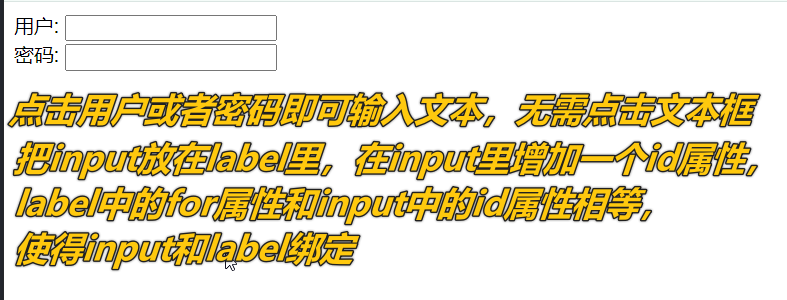 用户:
密码:
点击用户或者密码即可输入文本，无需点击文本框
把input放在label里，在input里增加一个id属性，
label中的for属性和input中的id属性相等，
使得input和label绑定